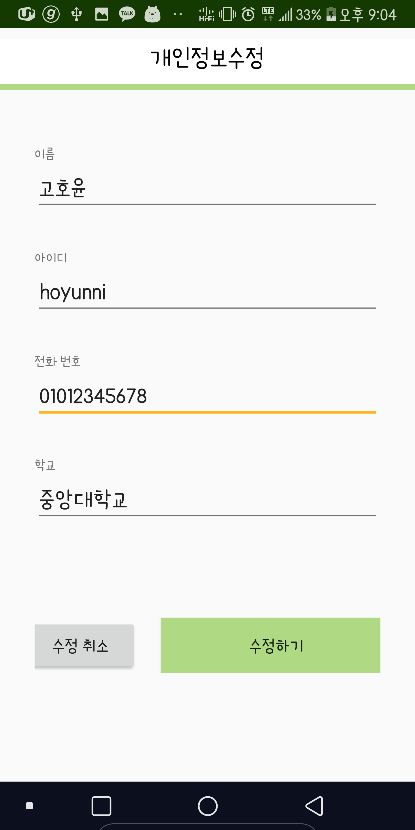 33% 오후 9:04
개인정보수정
이름
고호윤
아이디
hoyunni
전화 번호
01012345678
학교
중앙대학교
수정 취소
수정하기